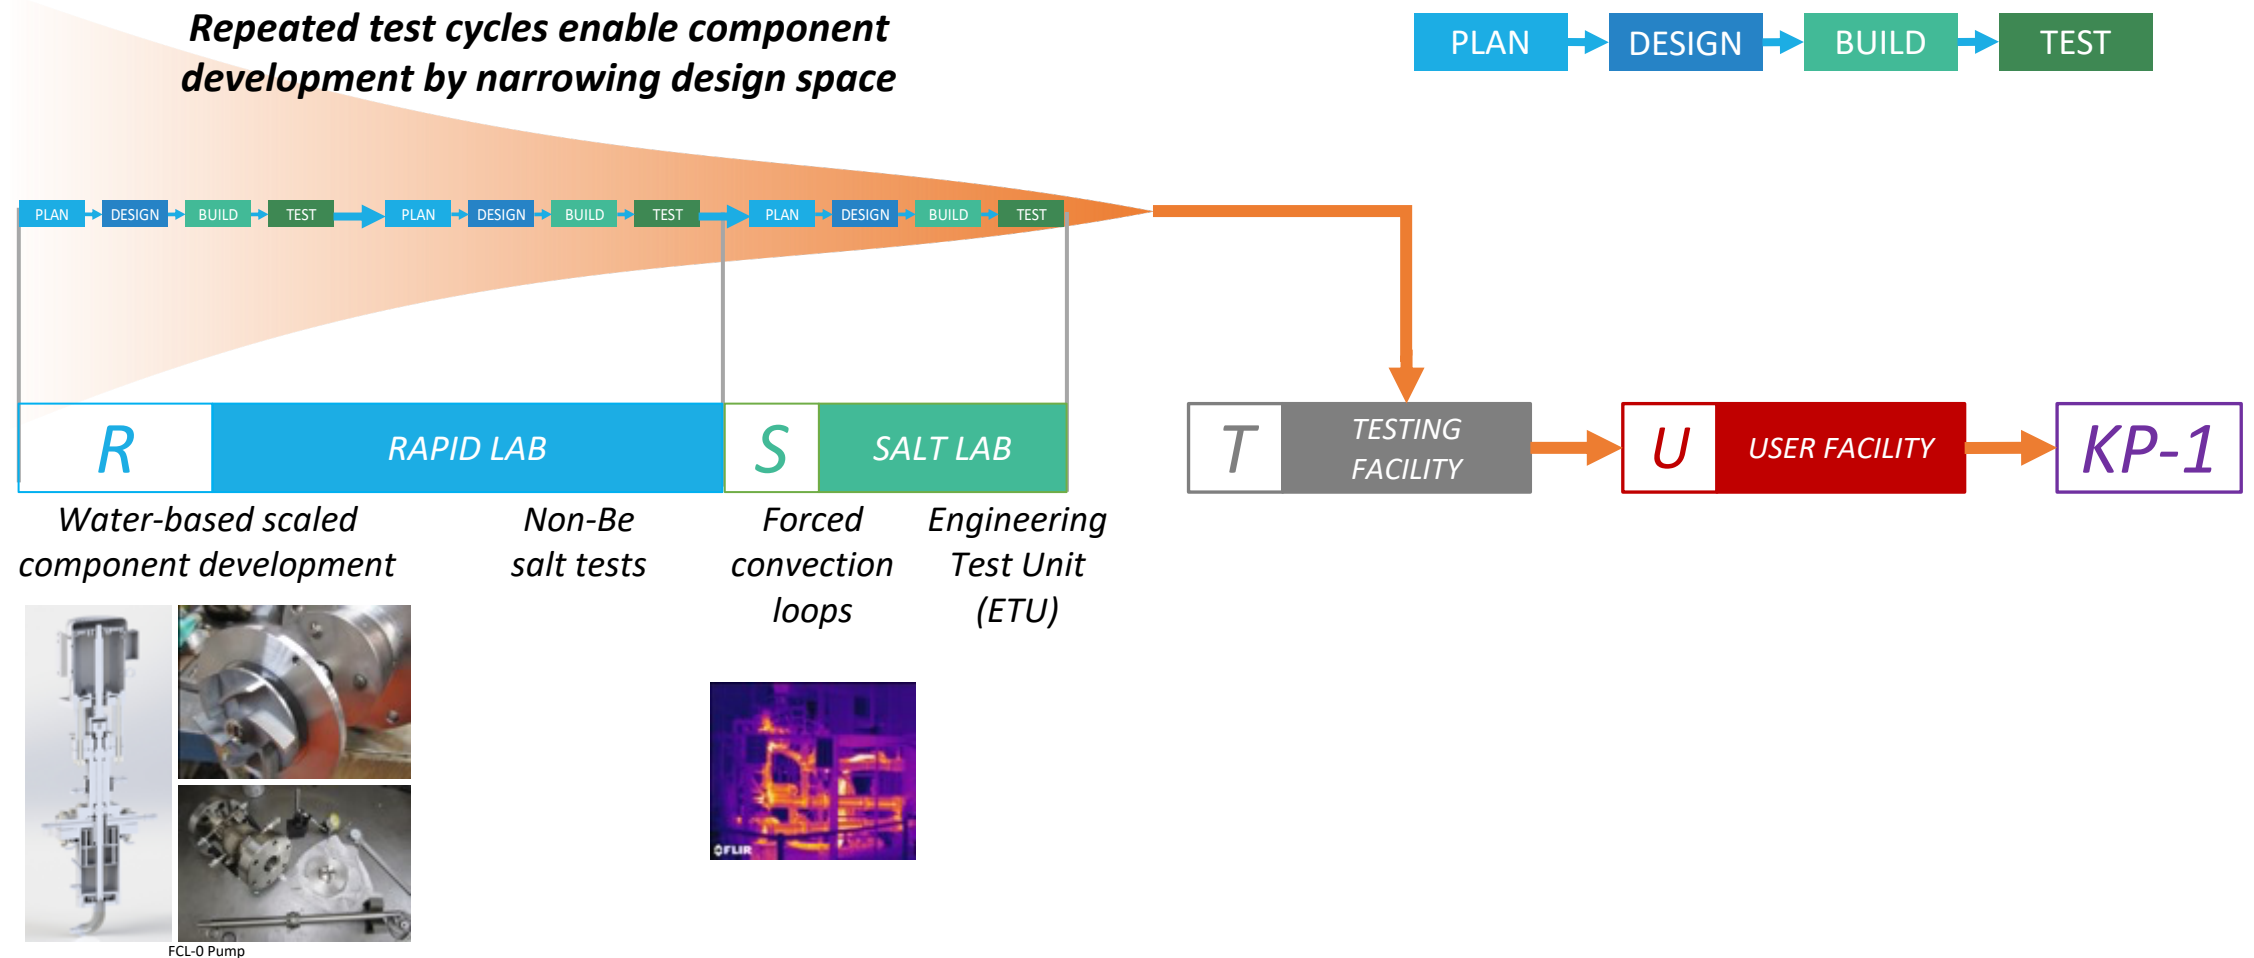 Repeated test cycles enable component
development by narrowing design space
PLAN DESIGN BUILD TEST
PLAN DESIGN BUILD TEST PLAN DESIGN BUILD TEST PLAN DESIGN BUILD TEST
R RAPID LAB S SALT LAB
T TESTING
FACILITY
U USER FACILITY
KP-1
Water-based scaled
component development
Non-Be
salt tests
Forced
convection
loops
Engineering
Test Unit
(ETU)
FLIR
FCL-0 Pump